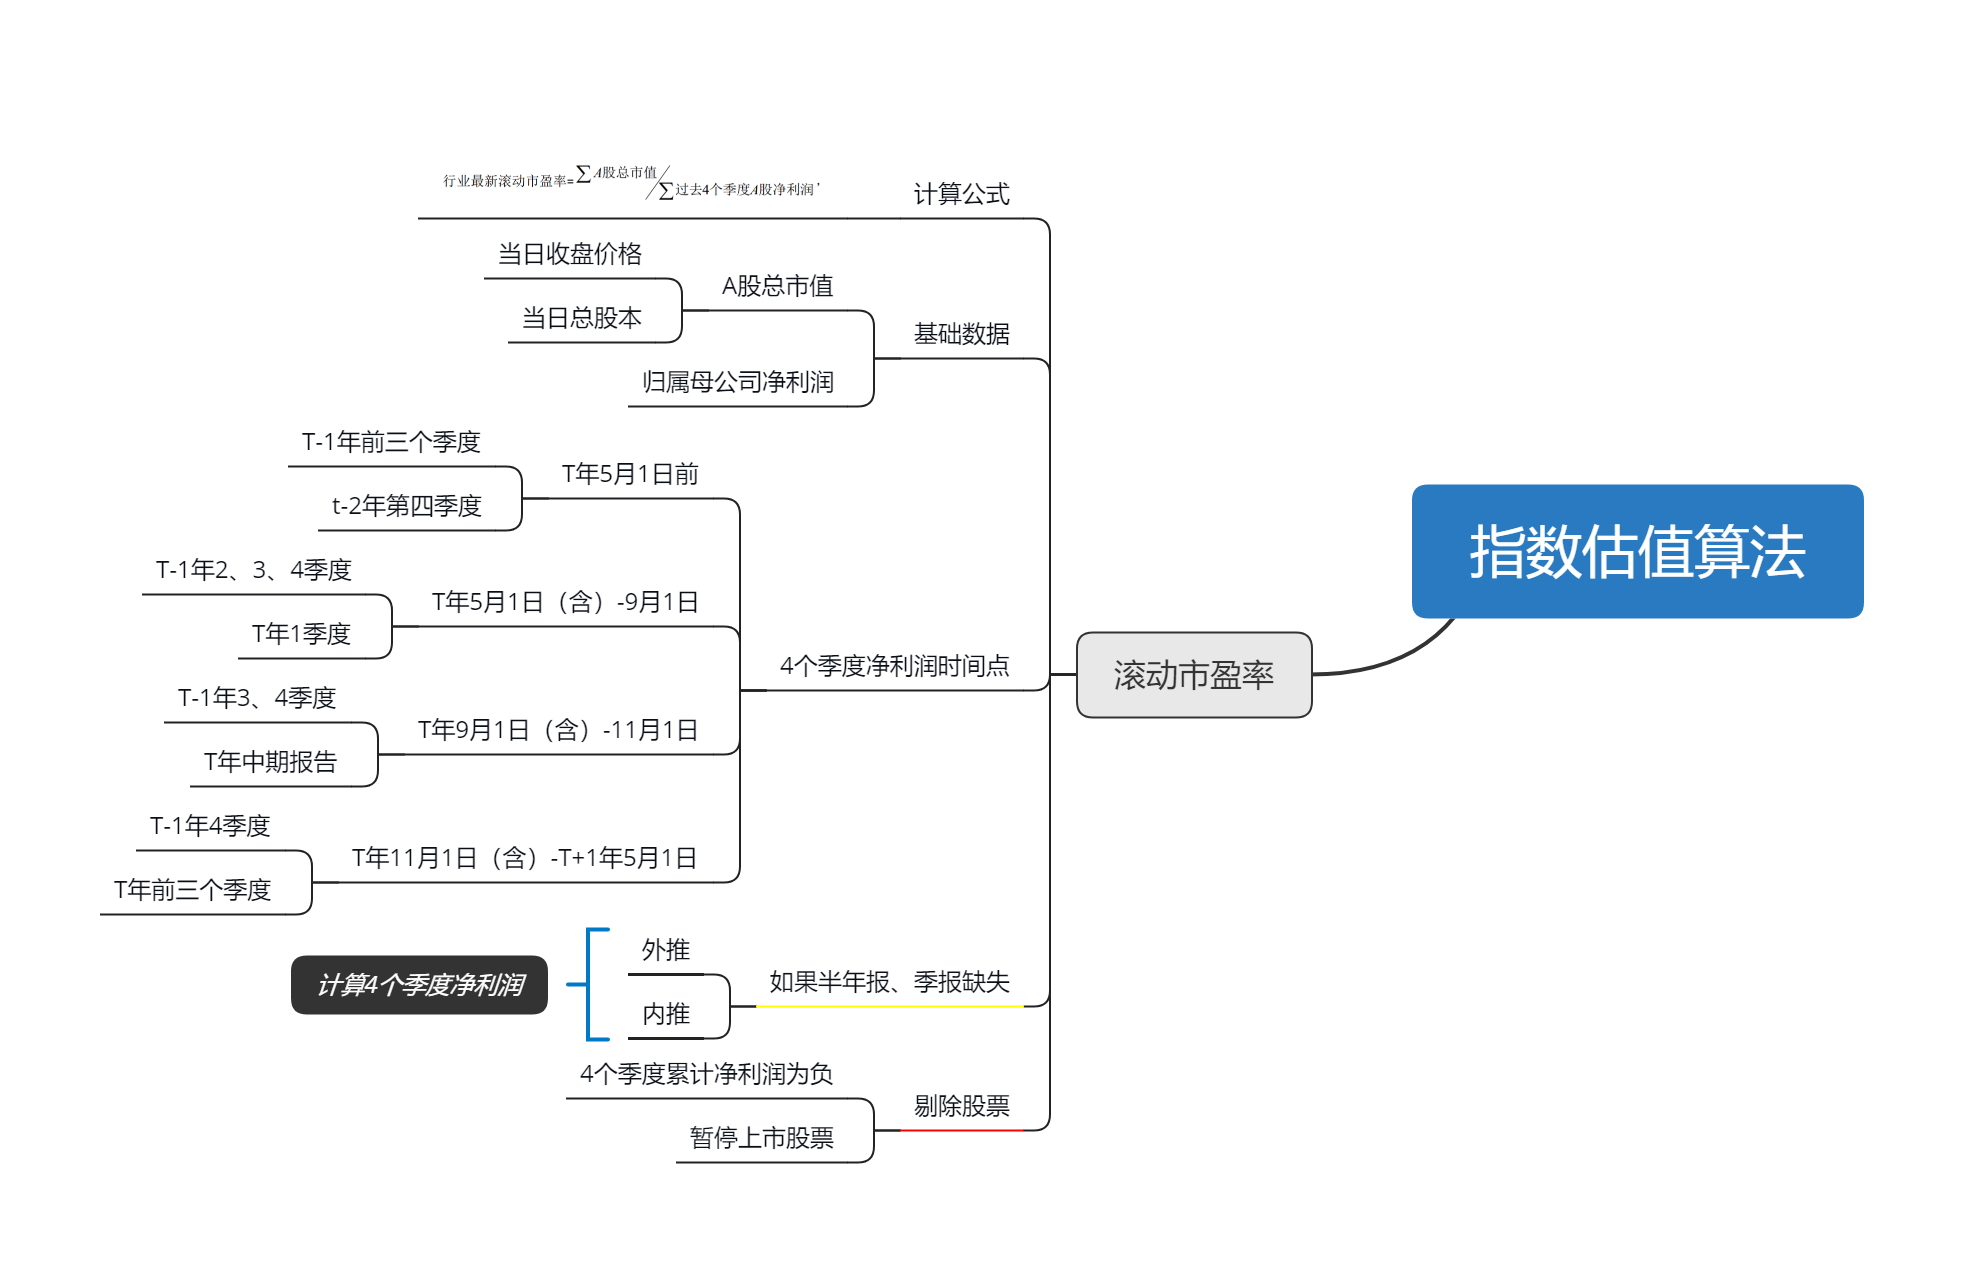 指数估值算法
滚动市盈率
计算公式
行业最新滚动市盈率=∑A股总市值/∑过去4个季度A股净利润,
基础数据
A股总市值
当日收盘价格
当日总股本
归属母公司净利润
4个季度净利润时间点
T年5月1日前
T-1年前三个季度
t-2年第四季度
T年5月1日（含）-9月1日
T-1年2、3、4季度
T年1季度
T年9月1日（含）-11月1日
T-1年3、4季度
T年中期报告
T年11月1日（含）-T+1年5月1日
T-1年4季度
T年前三个季度
如果半年报、季报缺失
外推
内推
计算4个季度净利润
剔除股票
4个季度累计净利润为负
暂停上市股票